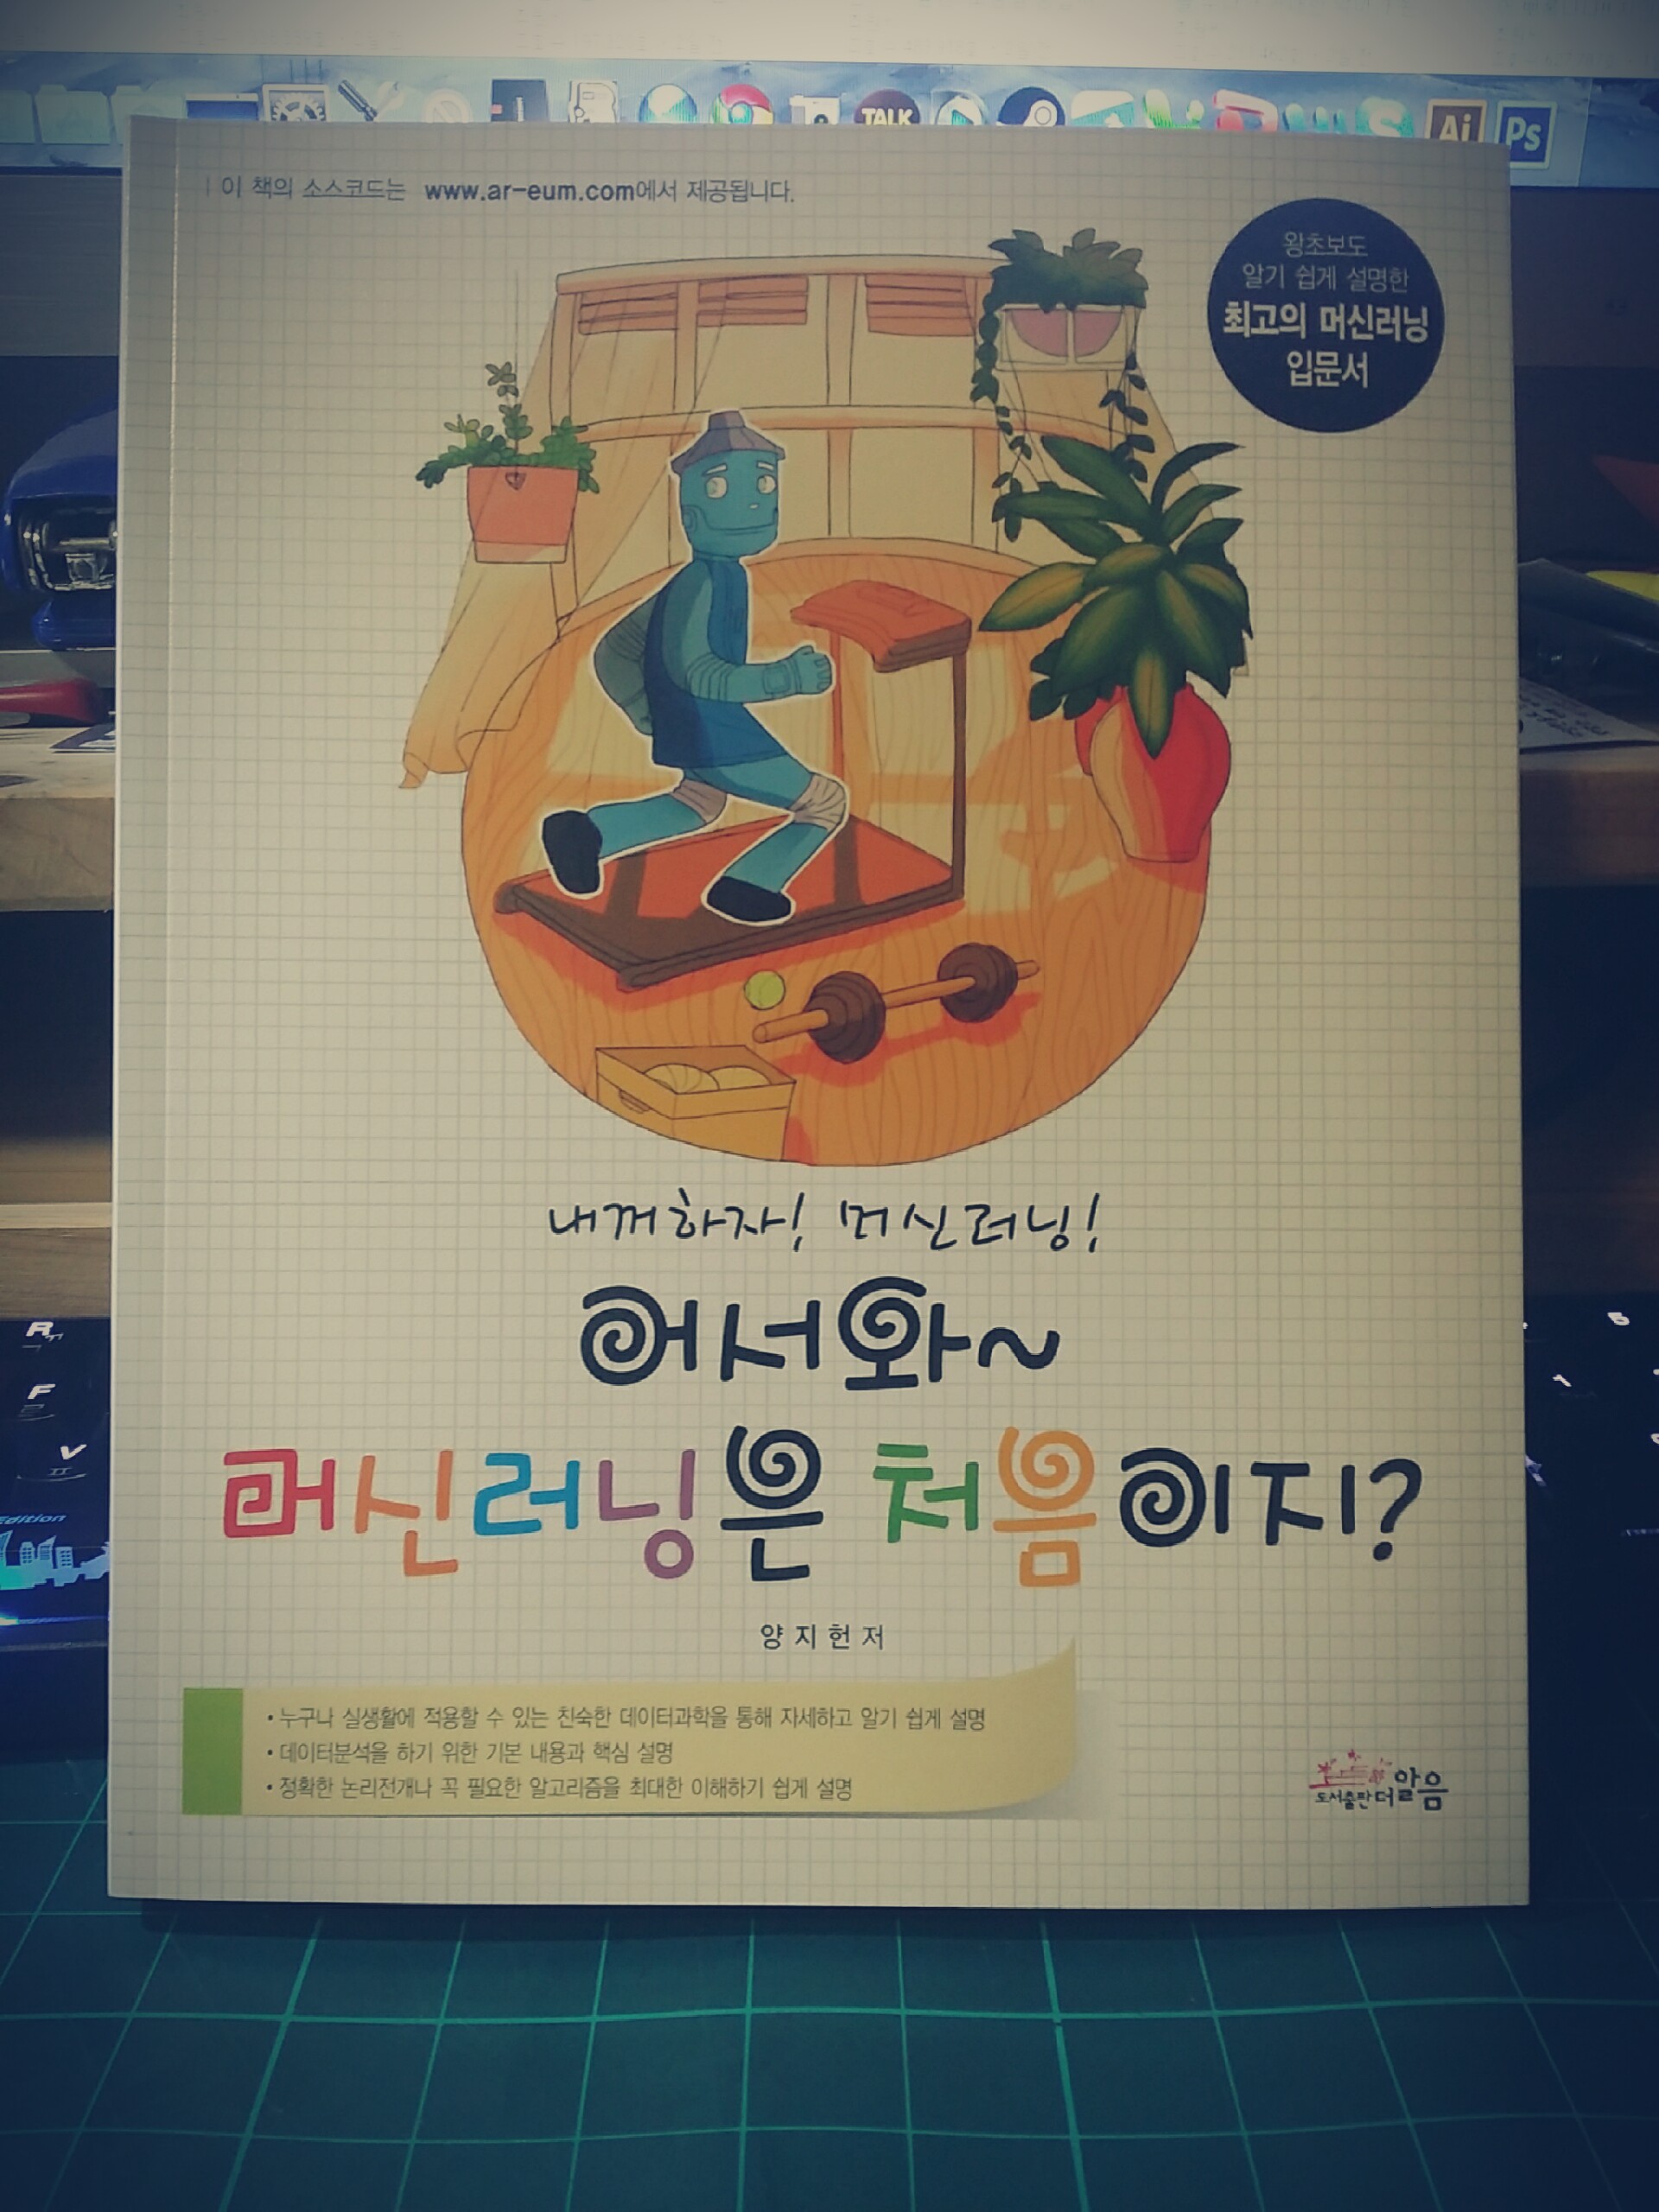 TALK
Ai
Ps
이 책의 소스코드는 www.ar-eum.com에서 제공됩니다.
왕초보도
알기 쉽게 설명한
최고의 머신러닝
입문서
내꺼하자! 머신러닝!
어서와~
머신러닝은 처음이지?
양지헌 저
• 누구나 실생활에 적용할 수 있는 친숙한 데이터과학을 통해 자세하고 알기 쉽게 설명
• 데이터분석을 하기 위한 기본 내용과 핵심 설명
• 정확한 논리전개나 꼭 필요한 알고리즘을 최대한 이해하기 쉽게 설명
도서출판 더알음
R
ㄲ
ㄱ
F
ㄹ
V
ㅍ
Edition